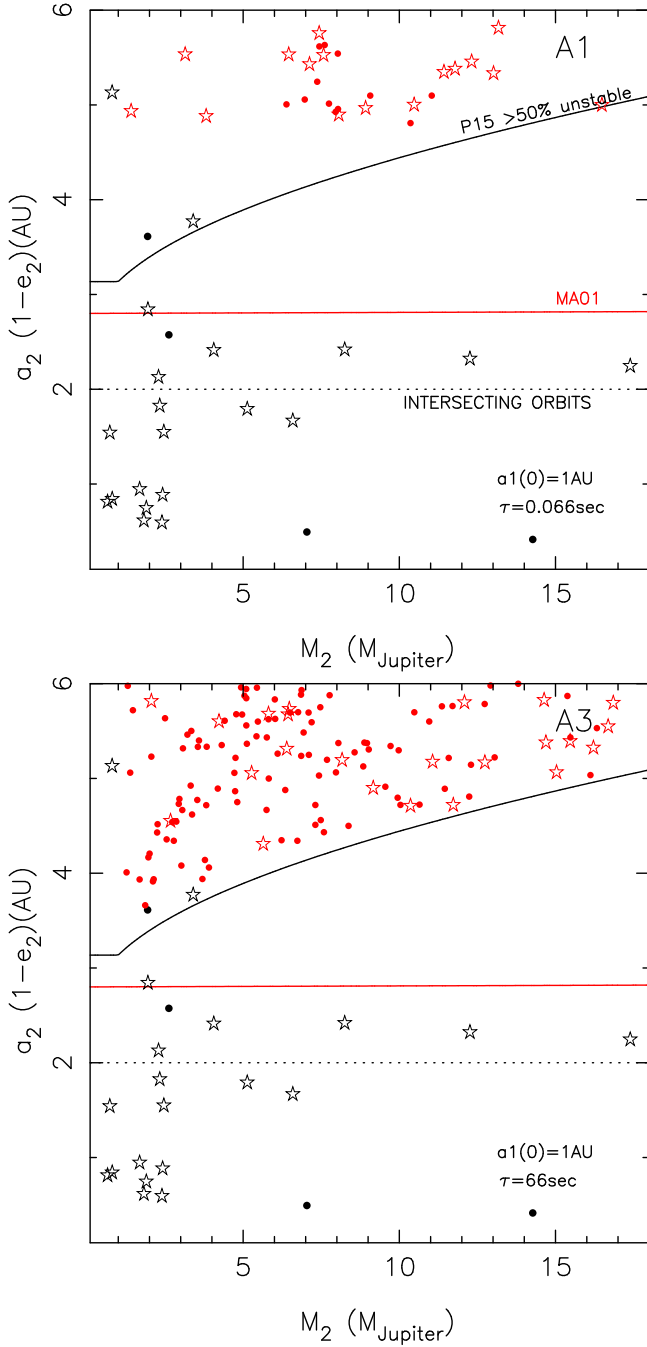 6
A1
P15 >50% unstable
4
a₂ (1−e₂)(AU)
MA01
2
INTERSECTING ORBITS
a1(0)=1AU
τ=0.066sec
5 10 15
M₂ (M_Jupiter)
6
A3
4
a₂ (1−e₂)(AU)
2
a1(0)=1AU
τ=66sec
5 10 15
M₂ (M_Jupiter)